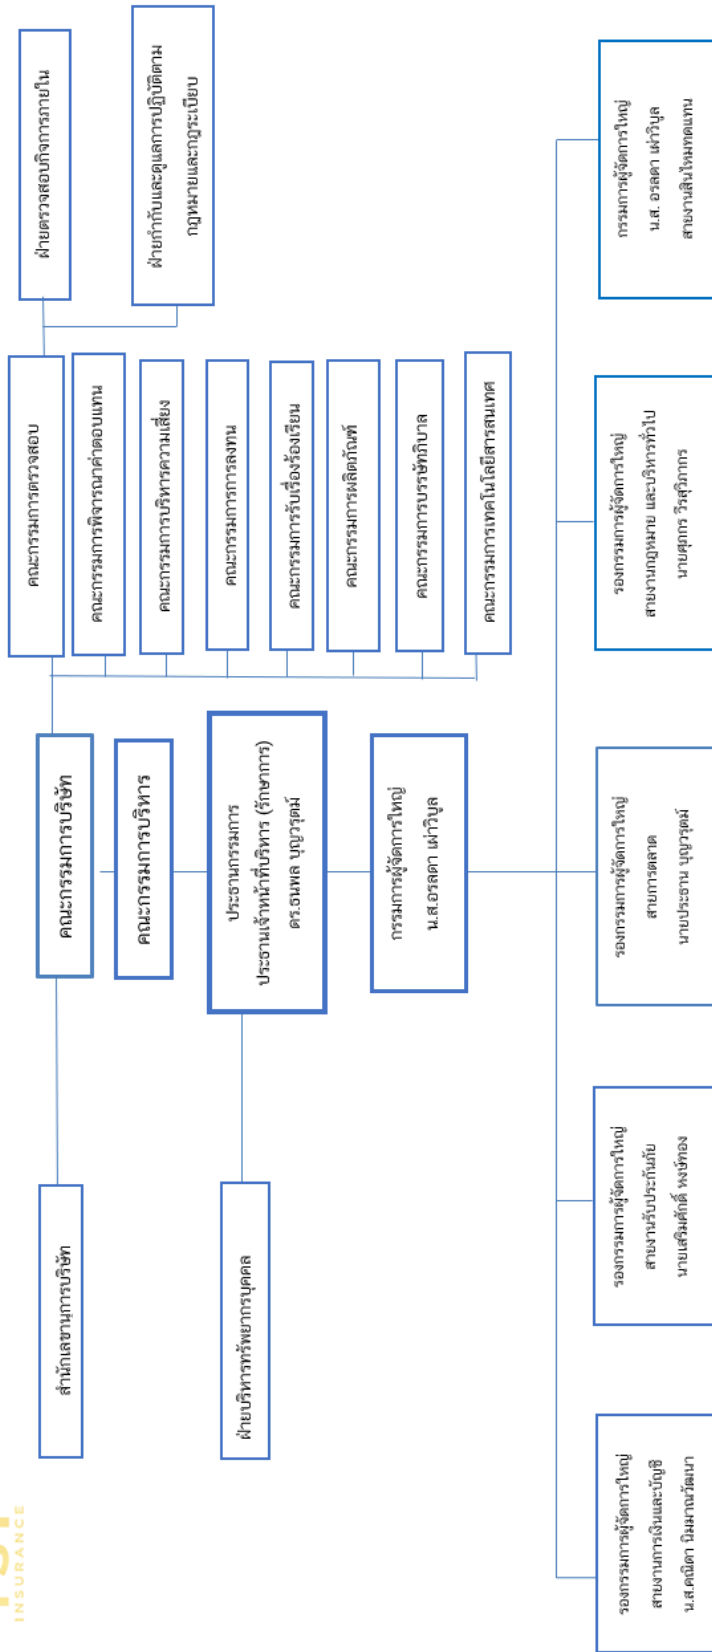 INSURANCE
คณะกรรมการบริษัท
สำนักเลขานุการบริษัท
คณะกรรมการบริหาร
ประธานกรรมการ
ประธานเจ้าหน้าที่บริหาร (รักษาการ)
ดร.ธนพล บุญวรุตม์
ฝ่ายบริหารทรัพยากรบุคคล
กรรมการผู้จัดการใหญ่
น.ส.อรลดา เผ่าวิบูล
คณะกรรมการตรวจสอบ
คณะกรรมการพิจารณาค่าตอบแทน
คณะกรรมการบริหารความเสี่ยง
คณะกรรมการการลงทน
คณะกรรมการรับเรื่องร้องเรียน
คณะกรรมการผลิตภัณฑ์
คณะกรรมการบรรษัทภิบาล
คณะกรรมการเทคโนโลยีสารสนเทศ
ฝ่ายตรวจสอบกิจการภายใน
ฝ่ายกำกับและดูแลการปฏิบัติตาม
กฎหมายและกฎระเบียบ
รองกรรมการผู้จัดการใหญ่
สายงานการเงินและบัญชี
น.ส.คณิตา นิมมาณวัฒนา
รองกรรมการผู้จัดการใหญ่
สายงานรับประกันภัย
นายเสริมศักดิ์ หงษ์ทอง
รองกรรมการผู้จัดการใหญ่
สายการตลาด
นายประธาน บุญวรุตม์
รองกรรมการผู้จัดการใหญ่
สายงานกฎหมาย และบริหารทั่วไป
นายศุภกร วิรสุวิภากร
กรรมการผู้จัดการใหญ่
น.ส. อรลดา เผ่าวิบูล
สายงานสินไหมทดแทน